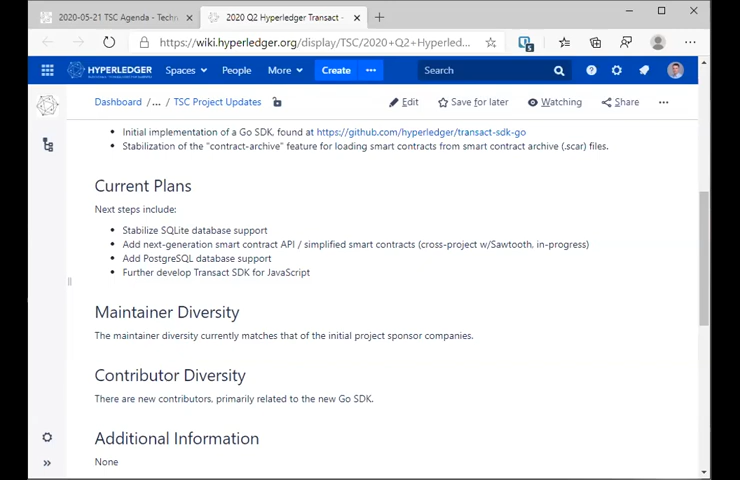 2020-05-21 TSC Agenda - Techni
2020 Q2 Hyperledger Transact -
https://wiki.hyperledger.org/display/TSC/2020+Q2+Hyperled...
HYPERLEDGER Spaces People More Create Search
Dashboard /... / TSC Project Updates Edit Save for later Watching Share
• Initial implementation of a Go SDK, found at https://github.com/hyperledger/transact-sdk-go
• Stabilization of the "contract-archive" feature for loading smart contracts from smart contract archive (.scar) files.
Current Plans
Next steps include:
• Stabilize SQLite database support
• Add next-generation smart contract API / simplified smart contracts (cross-project w/Sawtooth, in-progress)
• Add PostgreSQL database support
• Further develop Transact SDK for JavaScript
Maintainer Diversity
The maintainer diversity currently matches that of the initial project sponsor companies.
Contributor Diversity
There are new contributors, primarily related to the new Go SDK.
Additional Information
None